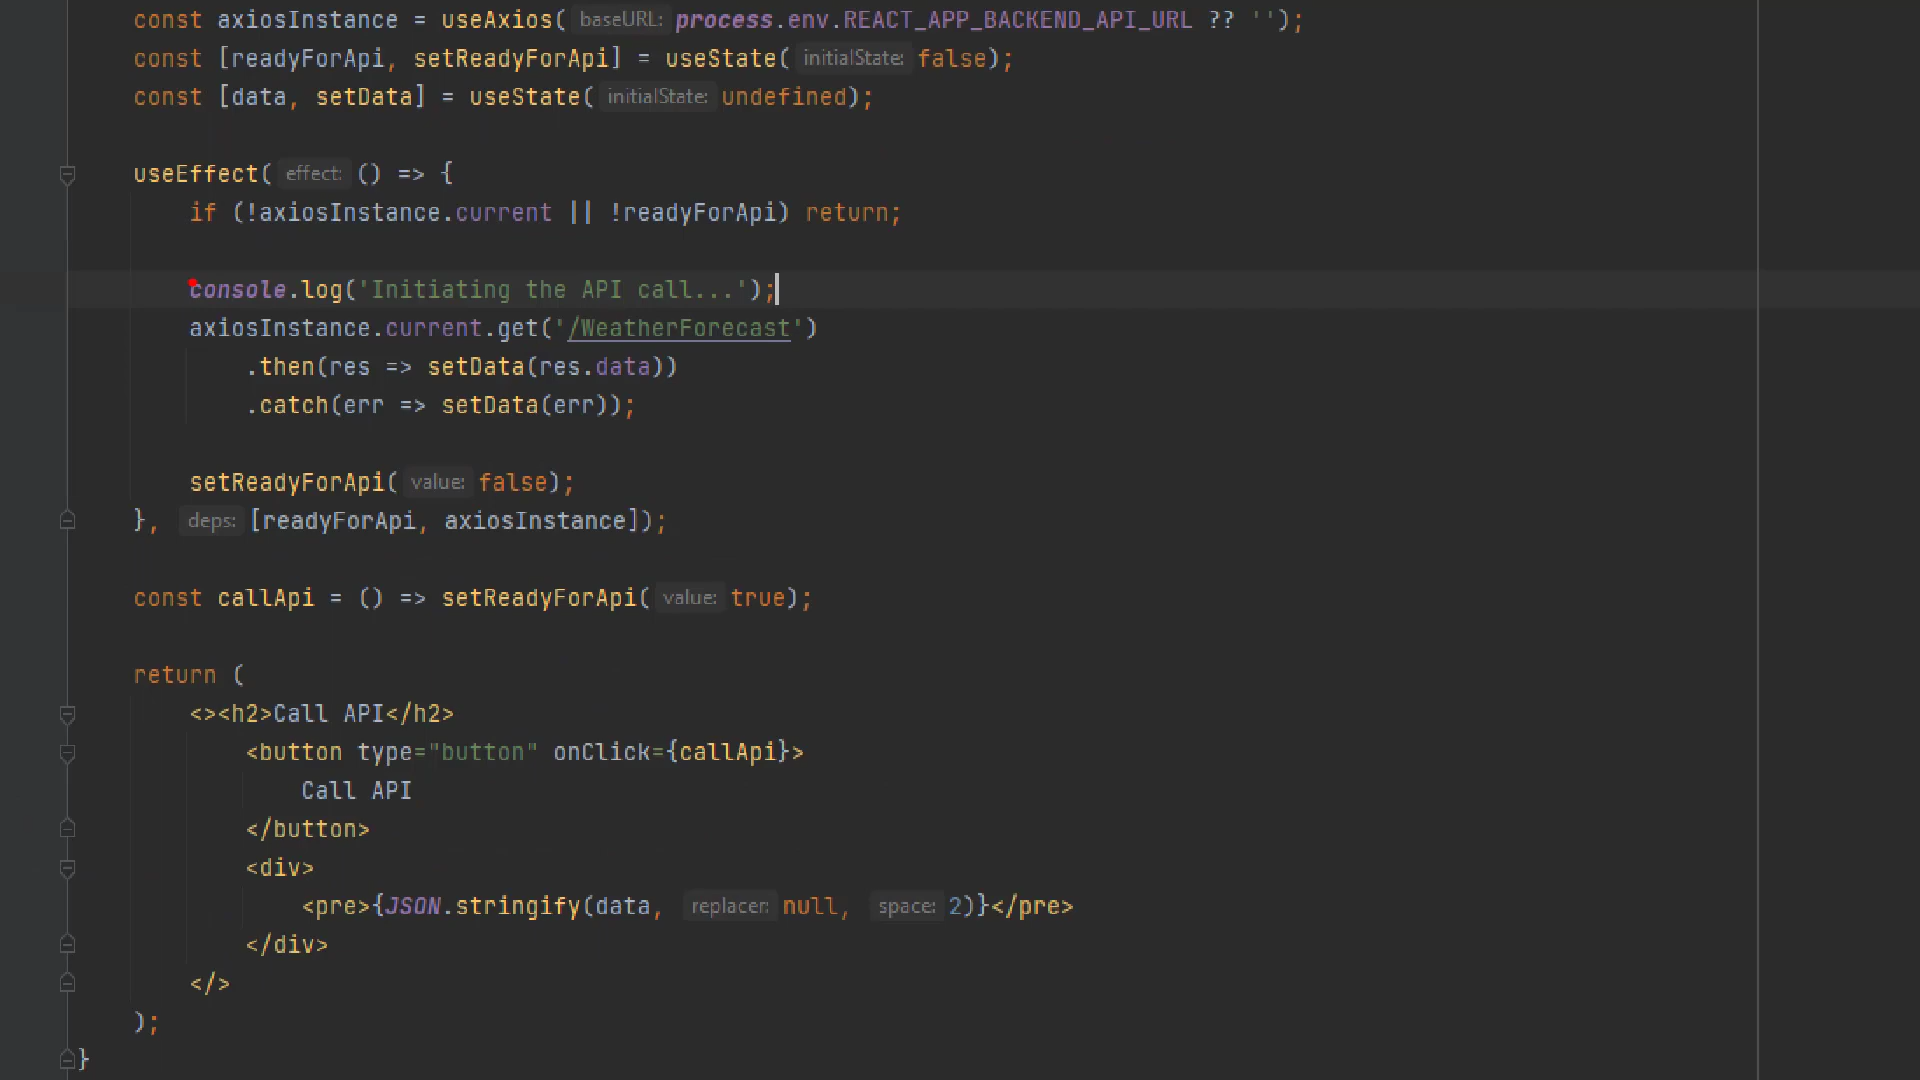 const axiosInstance = useAxios( baseURL: process.env.REACT_APP_BACKEND_API_URL ?? '');
const [readyForApi, setReadyForApi] = useState( initialState: false);
const [data, setData] = useState( initialState: undefined);
useEffect( effect: () => {
if (!axiosInstance.current || !readyForApi) return;
console.log('Initiating the API call...');
axiosInstance.current.get('/WeatherForecast')
.then(res => setData(res.data))
.catch(err => setData(err));
setReadyForApi( value: false);
}, deps: [readyForApi, axiosInstance]);
const callApi = () => setReadyForApi( value: true);
return (
<><h2>Call API</h2>
<button type="button" onClick={callApi}>
Call API
</button>
<div>
<pre>{JSON.stringify(data, replacer: null, space: 2)}</pre>
</div>
</>
);
}